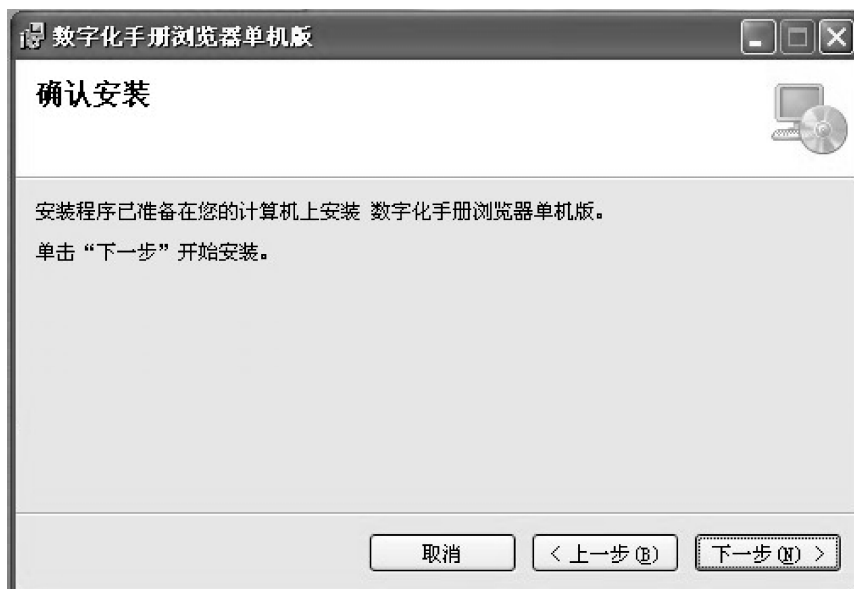 数字化手册浏览器单机版
确认安装
安装程序已准备在您的计算机上安装 数字化手册浏览器单机版。
单击“下一步”开始安装。
取消
< 上一步(B)
下一步(N) >